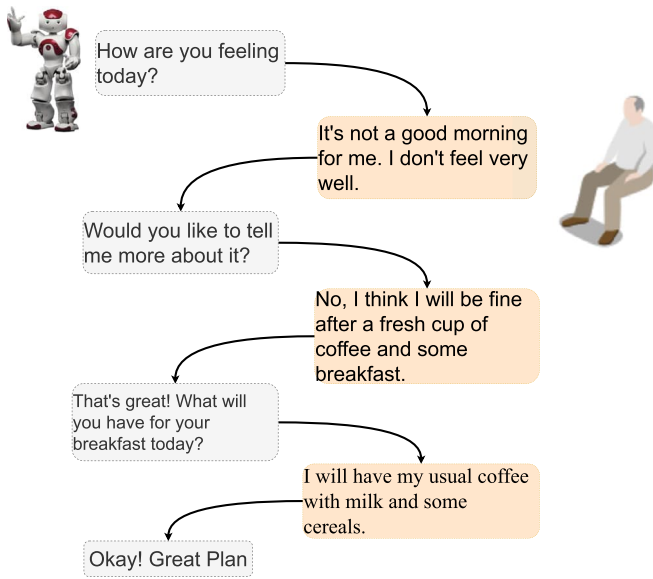 How are you feeling
today?
It's not a good morning
for me. I don't feel very
well.
Would you like to tell
me more about it?
No, I think I will be fine
after a fresh cup of
coffee and some
breakfast.
That's great! What will
you have for your
breakfast today?
I will have my usual coffee
with milk and some
cereals.
Okay! Great Plan